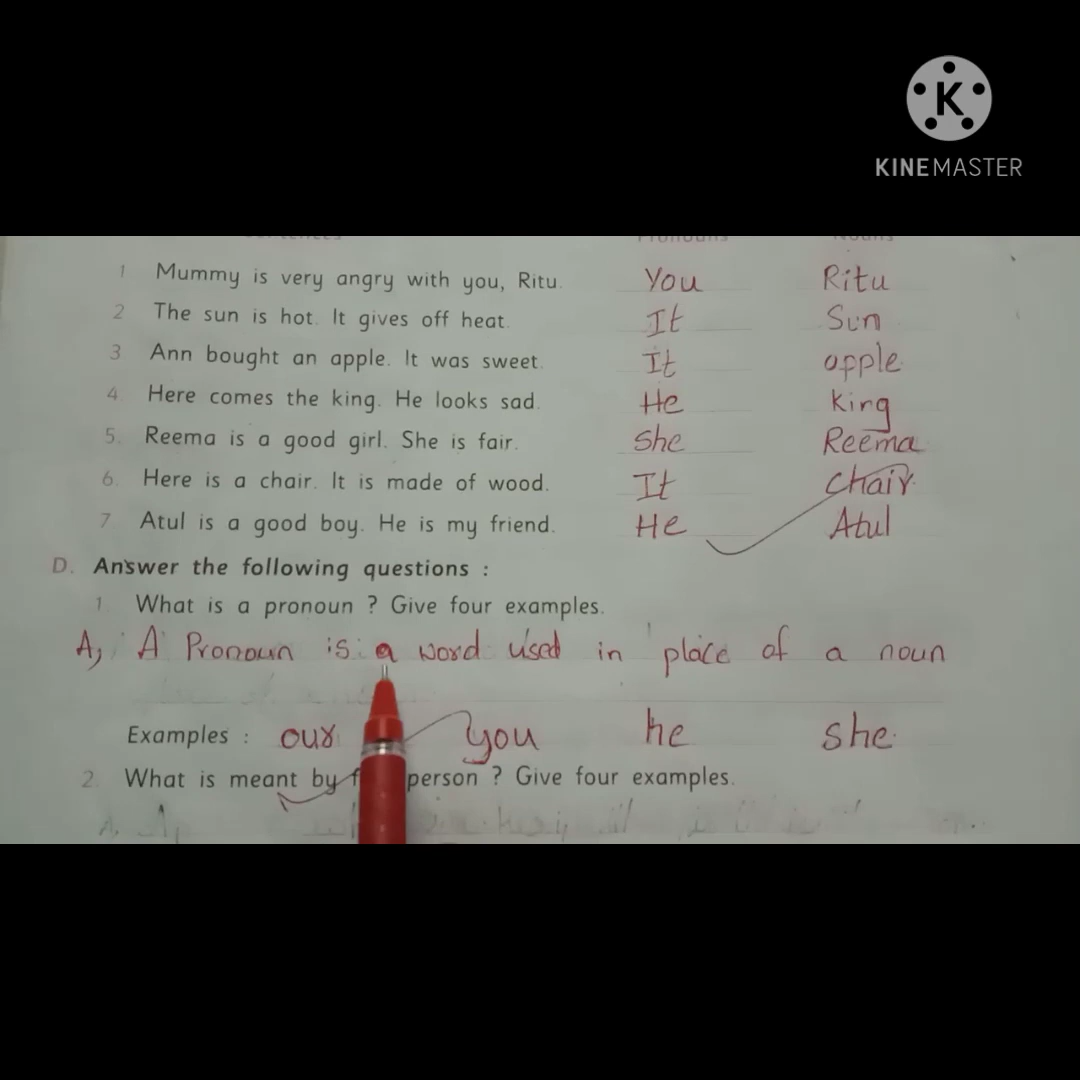 KINEMASTER
1 Mummy is very angry with you, Ritu. You Ritu
2 The sun is hot. It gives off heat. It Sun
3 Ann bought an apple. It was sweet. It apple
4. Here comes the king. He looks sad. He King
5. Reema is a good girl. She is fair. She Reema
6. Here is a chair. It is made of wood. It Chair
7. Atul is a good boy. He is my friend. He Atul
D. Answer the following questions :
1. What is a pronoun ? Give four examples.
A, A Pronoun is a word used in place of a noun
Examples : our you he she
2. What is meant by person ? Give four examples.